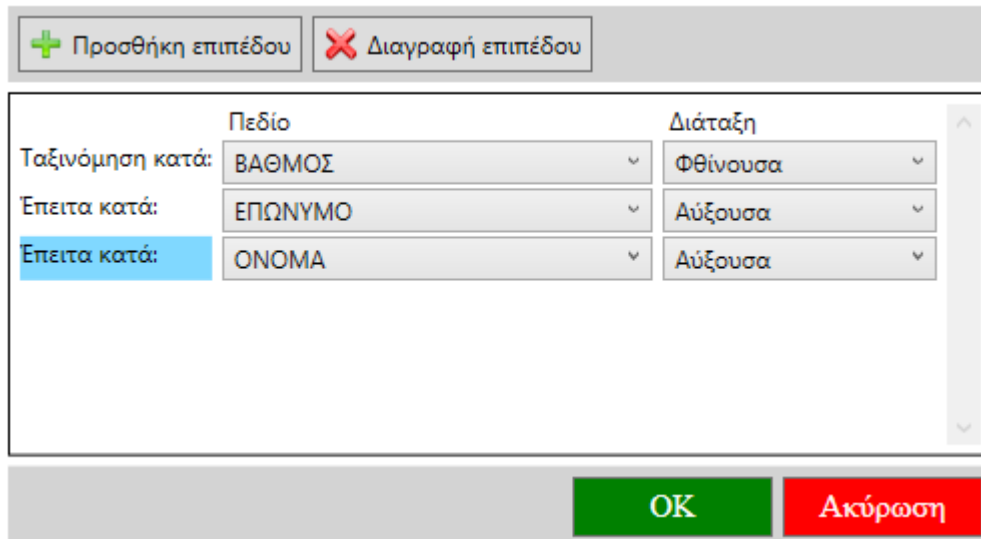 Προσθήκη επιπέδου Διαγραφή επιπέδου
Πεδίο Διάταξη
Ταξινόμηση κατά: ΒΑΘΜΟΣ Φθίνουσα
Έπειτα κατά: ΕΠΩΝΥΜΟ Αύξουσα
Έπειτα κατά: ΟΝΟΜΑ Αύξουσα
OK Ακύρωση